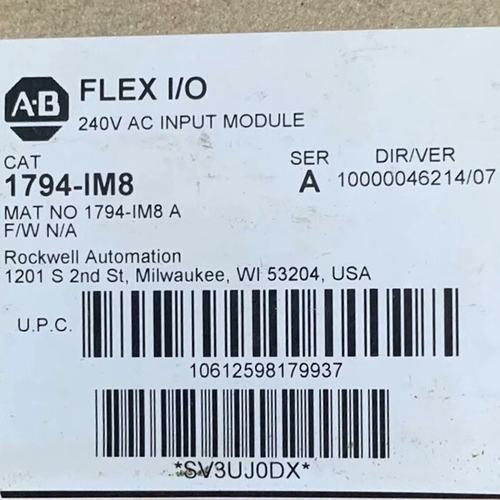 A-B
FLEX I/O
240V AC INPUT MODULE
CAT
1794-IM8
SER
A
DIR/VER
10000046214/07
MAT NO 1794-IM8 A
F/W N/A
Rockwell Automation
1201 S 2nd St, Milwaukee, WI 53204, USA
U.P.C.
10612598179937
*SV3UJ0DX*